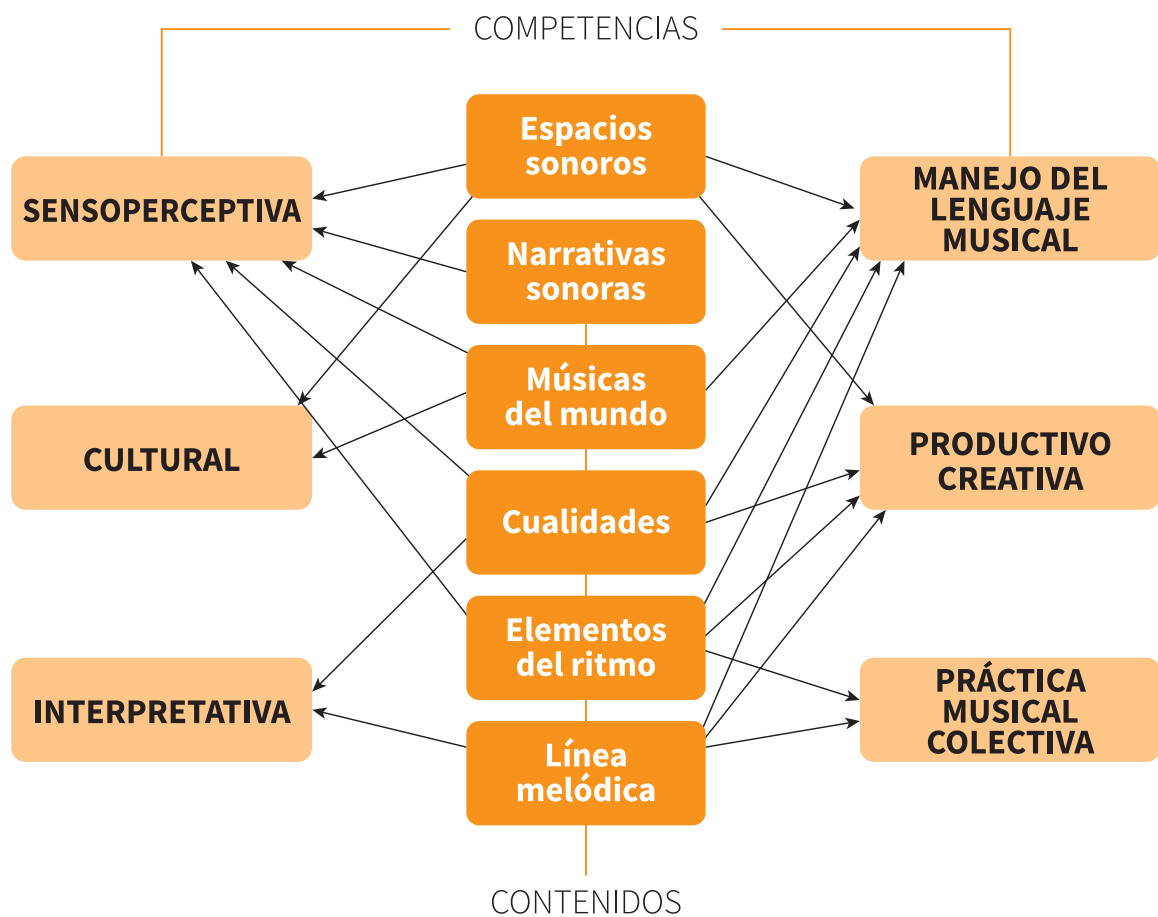 COMPETENCIAS
SENSOPERCEPTIVA
CULTURAL
INTERPRETATIVA
Espacios
sonoros
Narrativas
sonoras
Músicas
del mundo
Cualidades
Elementos
del ritmo
Línea
melódica
MANEJO DEL
LENGUAJE
MUSICAL
PRODUCTIVO
CREATIVA
PRÁCTICA
MUSICAL
COLECTIVA
CONTENIDOS